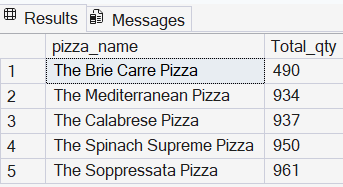 Results Messages
pizza_name Total_qty
1 The Brie Carre Pizza 490
2 The Mediterranean Pizza 934
3 The Calabrese Pizza 937
4 The Spinach Supreme Pizza 950
5 The Soppressata Pizza 961